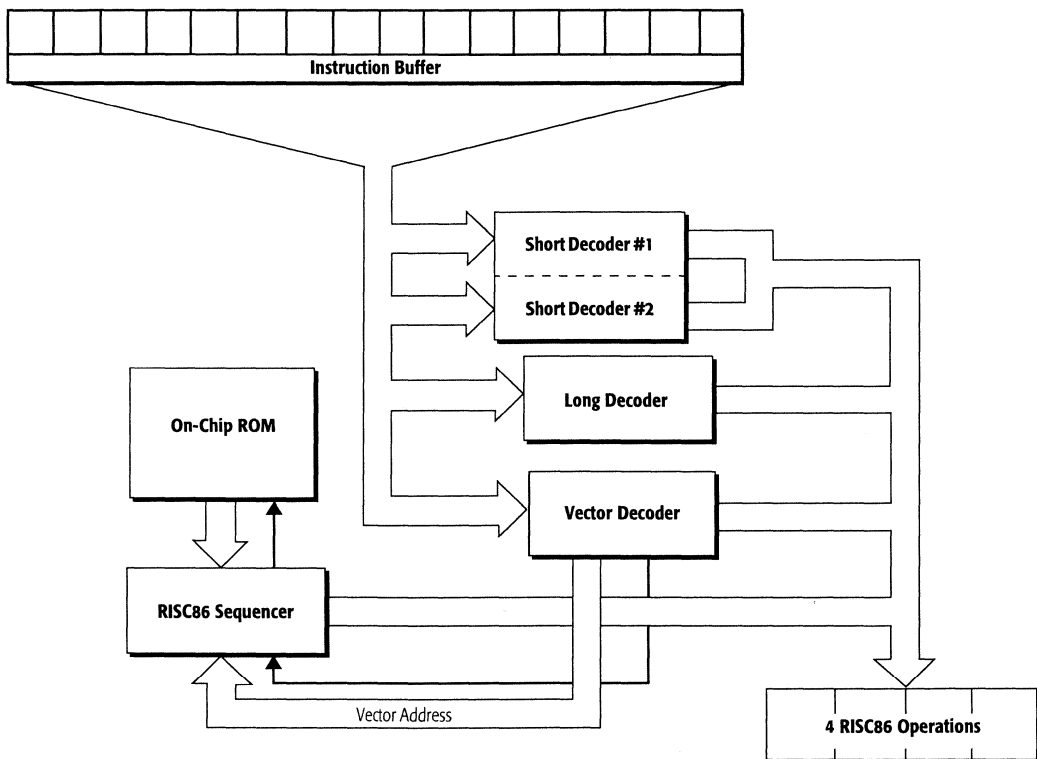 Instruction Buffer
Short Decoder #1
Short Decoder #2
Long Decoder
On-Chip ROM
Vector Decoder
RISC86 Sequencer
Vector Address
4 RISC86 Operations